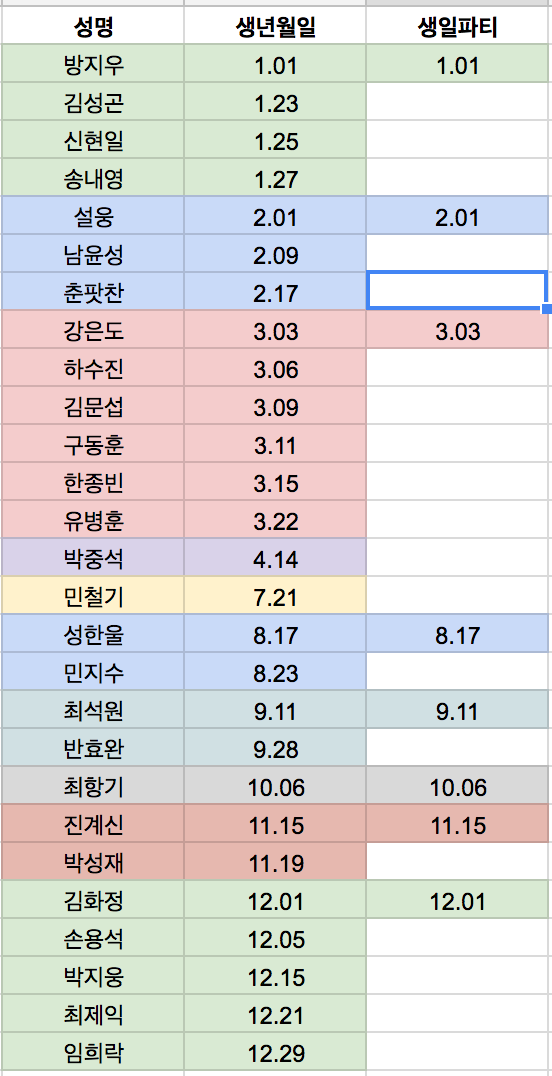 성명 생년월일 생일파티
방지우 1.01 1.01
김성곤 1.23
신현일 1.25
송내영 1.27
설웅 2.01 2.01
남윤성 2.09
춘팟찬 2.17
강은도 3.03 3.03
하수진 3.06
김문섭 3.09
구동훈 3.11
한종빈 3.15
유병훈 3.22
박중석 4.14
민철기 7.21
성한울 8.17 8.17
민지수 8.23
최석원 9.11 9.11
반효완 9.28
최항기 10.06 10.06
진계신 11.15 11.15
박성재 11.19
김화정 12.01 12.01
손용석 12.05
박지웅 12.15
최제익 12.21
임희락 12.29